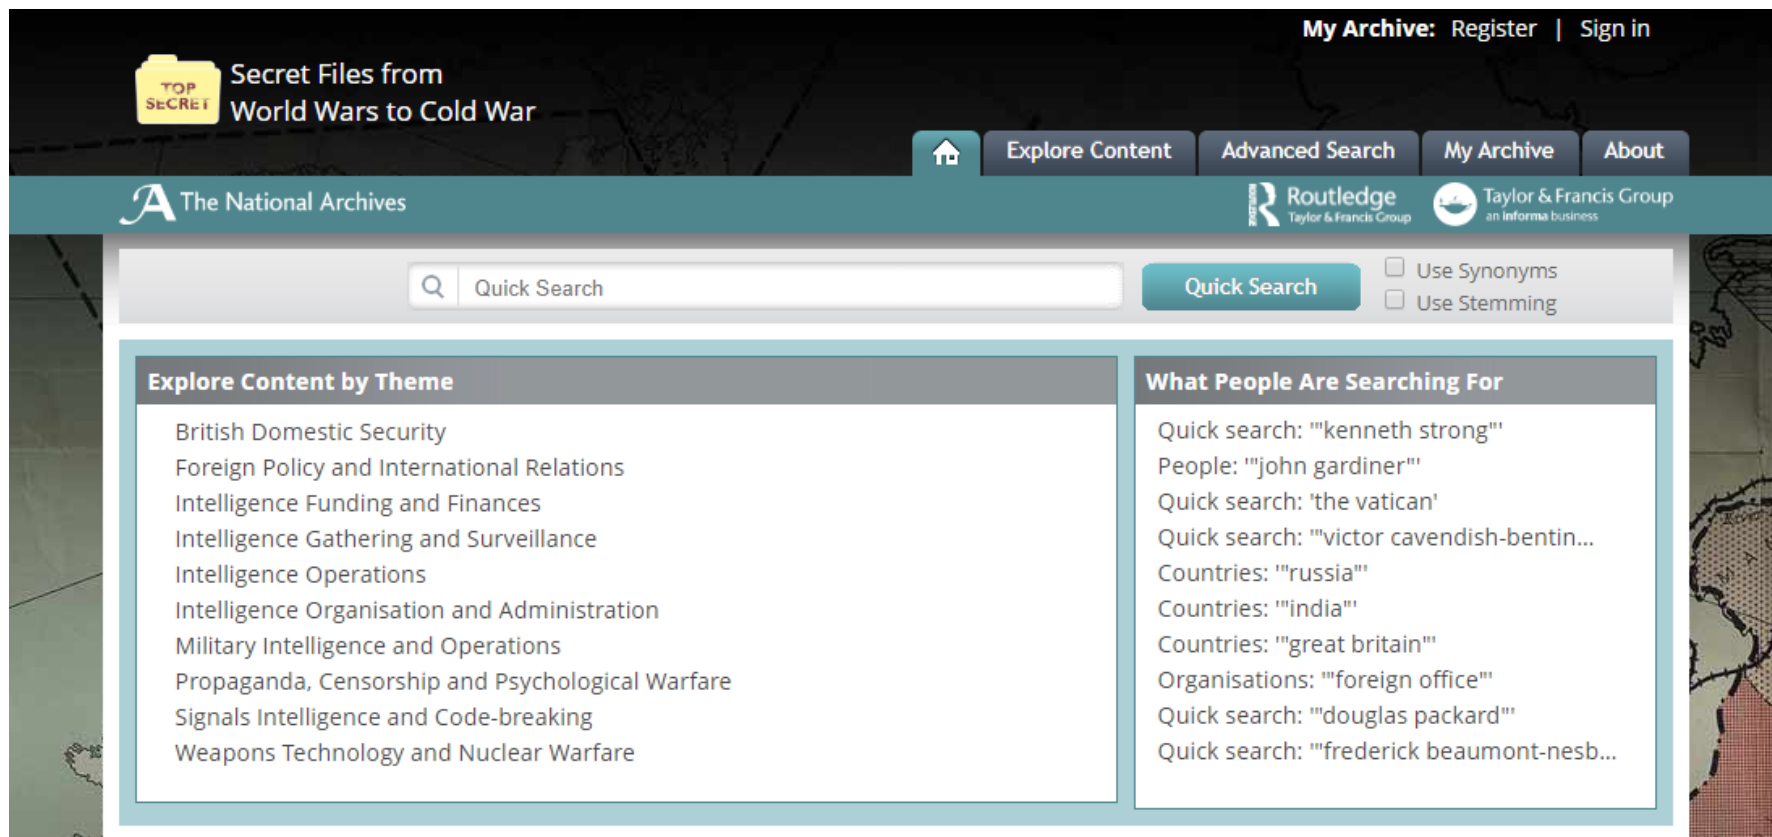 My Archive: Register | Sign in
TOP
SECRET
Secret Files from
World Wars to Cold War
Explore Content
Advanced Search
My Archive
About
The National Archives
ROUTLEDGE
Routledge
Taylor & Francis Group
Taylor & Francis Group
an informa business
Quick Search
Quick Search
Use Synonyms
Use Stemming
Explore Content by Theme
British Domestic Security
Foreign Policy and International Relations
Intelligence Funding and Finances
Intelligence Gathering and Surveillance
Intelligence Operations
Intelligence Organisation and Administration
Military Intelligence and Operations
Propaganda, Censorship and Psychological Warfare
Signals Intelligence and Code-breaking
Weapons Technology and Nuclear Warfare
What People Are Searching For
Quick search: '"kenneth strong"'
People: '"john gardiner"'
Quick search: 'the vatican'
Quick search: '"victor cavendish-bentin...
Countries: '"russia"'
Countries: '"india"'
Countries: '"great britain"'
Organisations: '"foreign office"'
Quick search: '"douglas packard"'
Quick search: '"frederick beaumont-nesb...